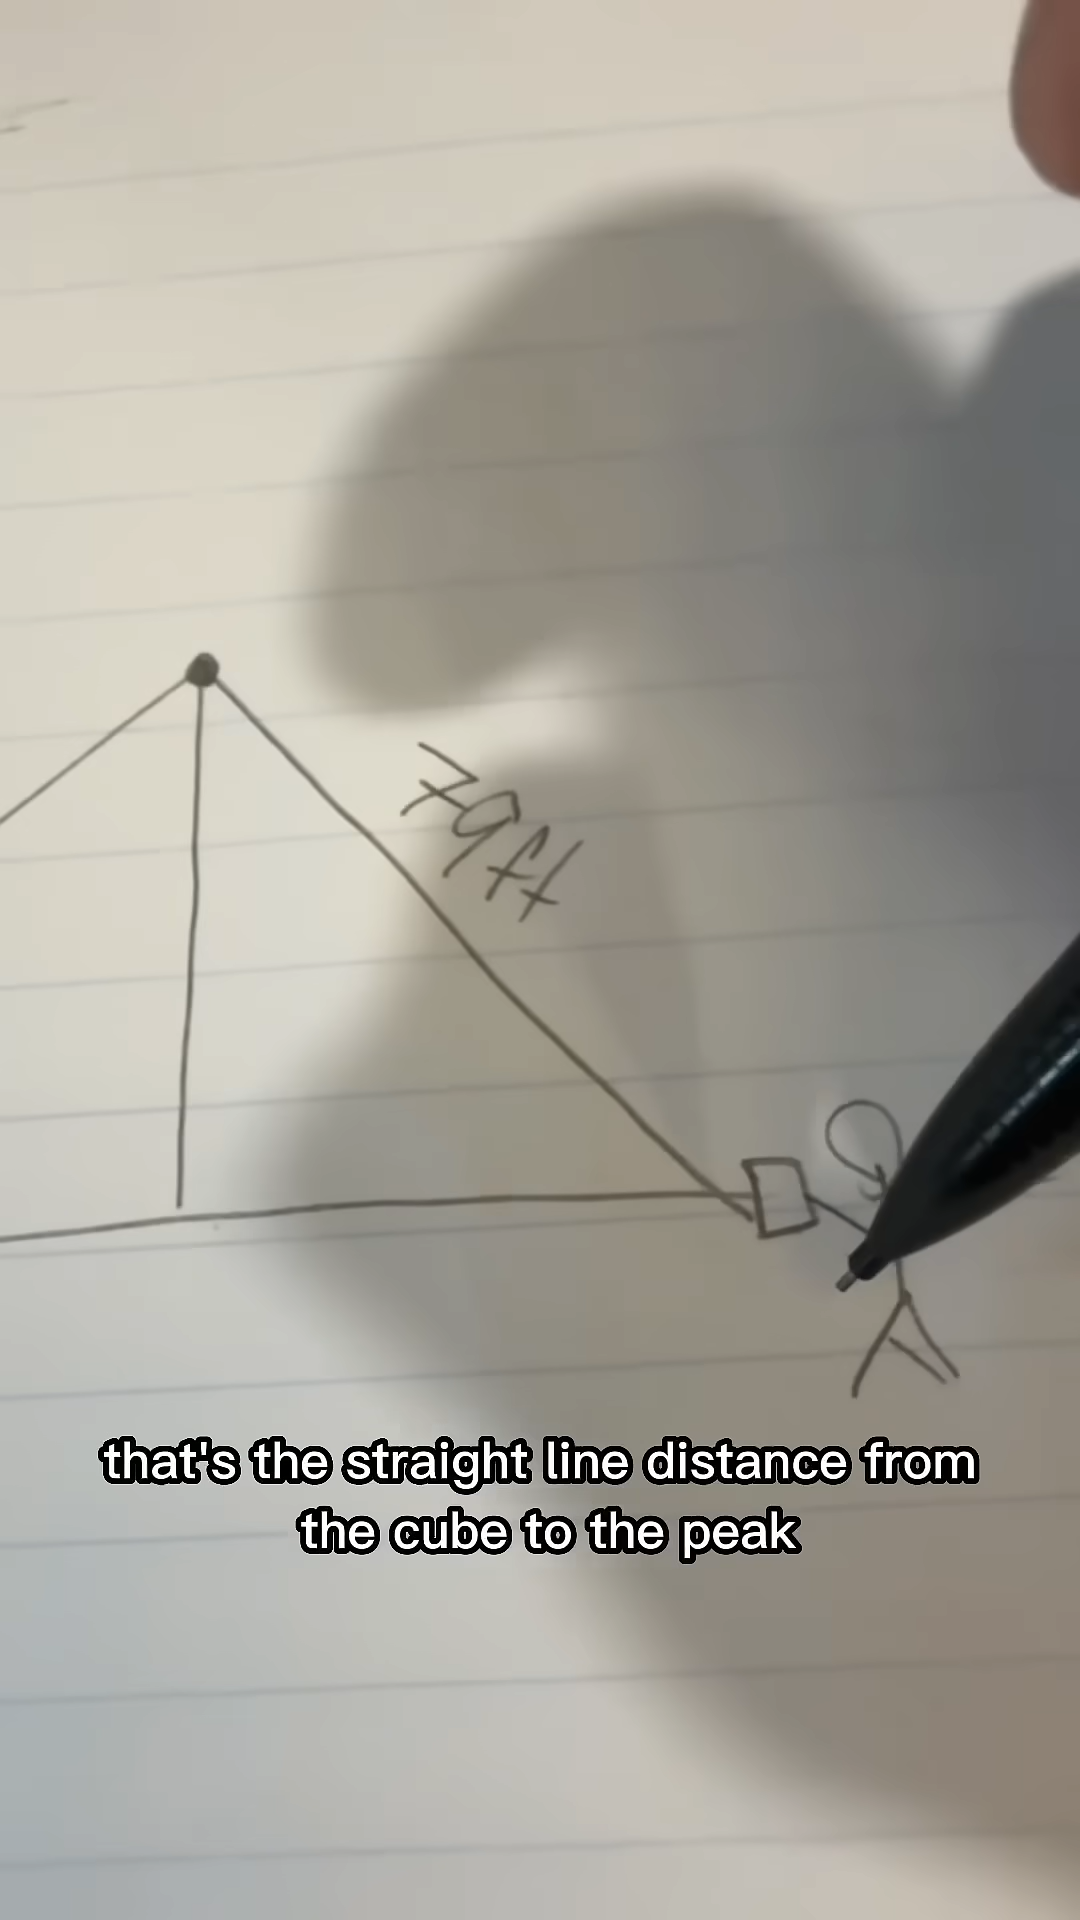 79ft
that's the straight line distance from
the cube to the peak